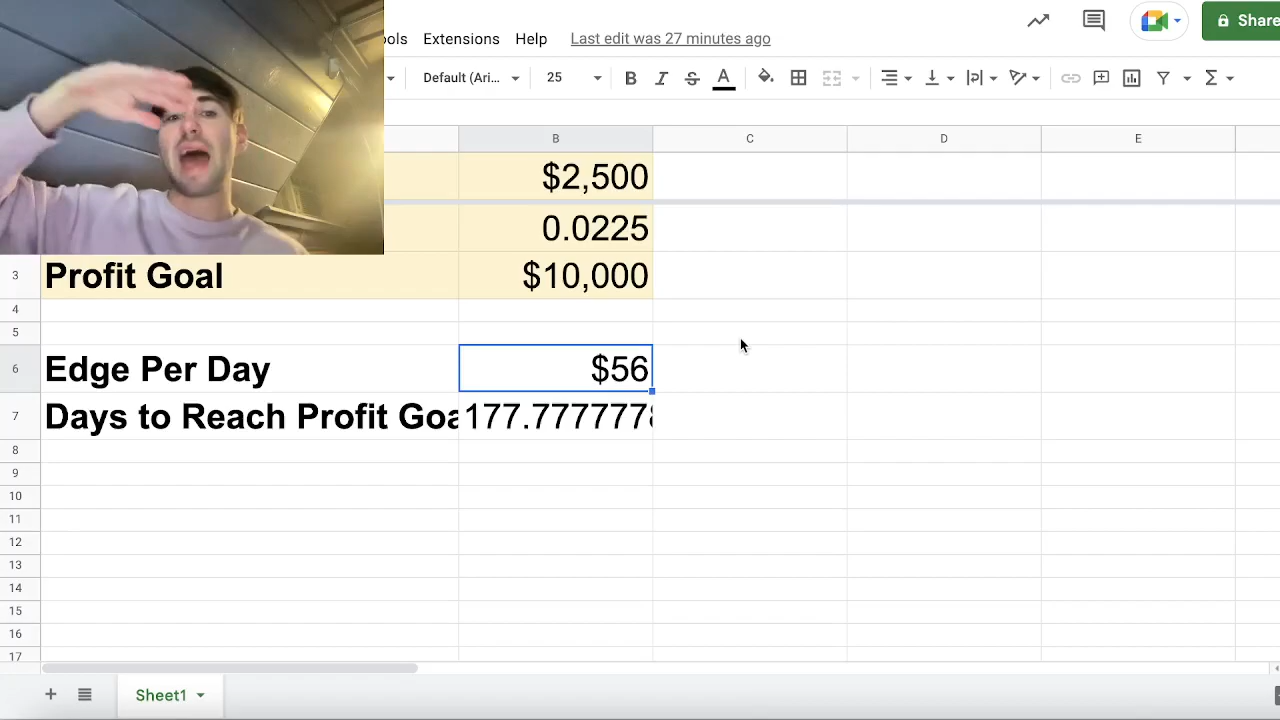 Extensions Help Last edit was 27 minutes ago Share
Default (Ari... 25 B I S A
B C D E
$2,500
0.0225
3 Profit Goal $10,000
4
5
6 Edge Per Day $56
7 Days to Reach Profit Goa 177.7777778
8
9
10
11
12
13
14
15
16
17
Sheet1